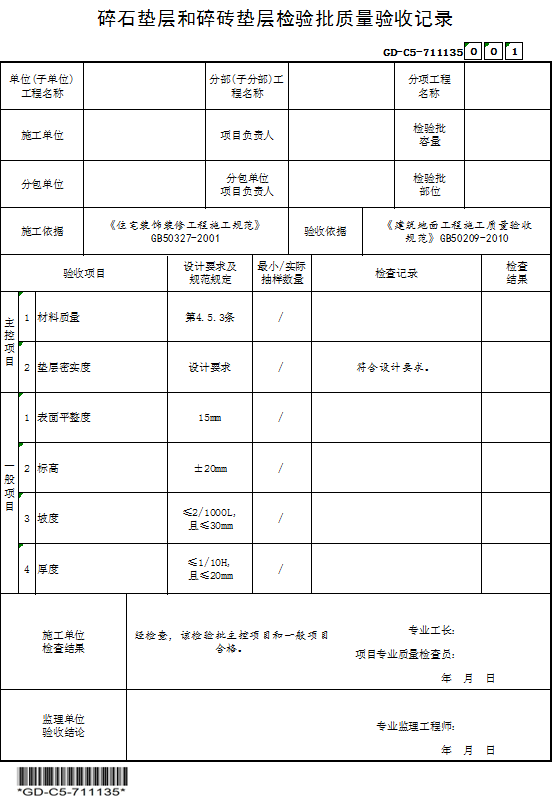 碎石垫层和碎砖垫层检验批质量验收记录
GD-C5-711135 0 0 1
单位(子单位) 分部(子分部)工 分项工程
工程名称 程名称 名称
施工单位 项目负责人 检验批
容量
分包单位 分包单位 检验批
项目负责人 部位
施工依据 《住宅装饰装修工程施工规范》 验收依据 《建筑地面工程施工质量验收
GB50327-2001 规范》GB50209-2010
验收项目 设计要求及 最小/实际 检查记录 检查
规范规定 抽样数量 结果
主控项目
1 材料质量 第4.5.3条 /
2 垫层密实度 设计要求 / 符合设计要求。
一般项目
1 表面平整度 15mm /
2 标高 ±20mm /
3 坡度 ≤2/1000L, /
且≤30mm
4 厚度 ≤1/10H, /
且≤20mm
施工单位 经检查，该检验批主控项目和一般项目 专业工长:
检查结果 合格。 项目专业质量检查员:
年 月 日
监理单位 专业监理工程师:
验收结论
年 月 日
*GD-C5-711135*